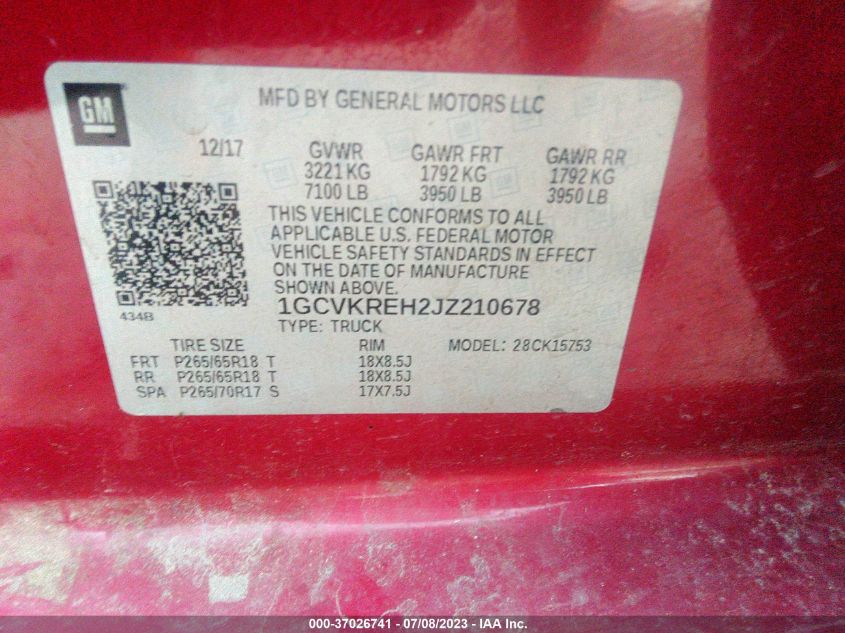 GM
MFD BY GENERAL MOTORS LLC
12/17 GVWR GAWR FRT GAWR RR
3221 KG 1792 KG 1792 KG
7100 LB 3950 LB 3950 LB
THIS VEHICLE CONFORMS TO ALL
APPLICABLE U.S. FEDERAL MOTOR
VEHICLE SAFETY STANDARDS IN EFFECT
ON THE DATE OF MANUFACTURE
SHOWN ABOVE.
434B
1GCVKREH2JZ210678
TYPE: TRUCK
TIRE SIZE RIM MODEL: 28CK15753
FRT P265/65R18 T 18X8.5J
RR P265/65R18 T 18X8.5J
SPA P265/70R17 S 17X7.5J
000-37026741 - 07/08/2023 - IAA Inc.